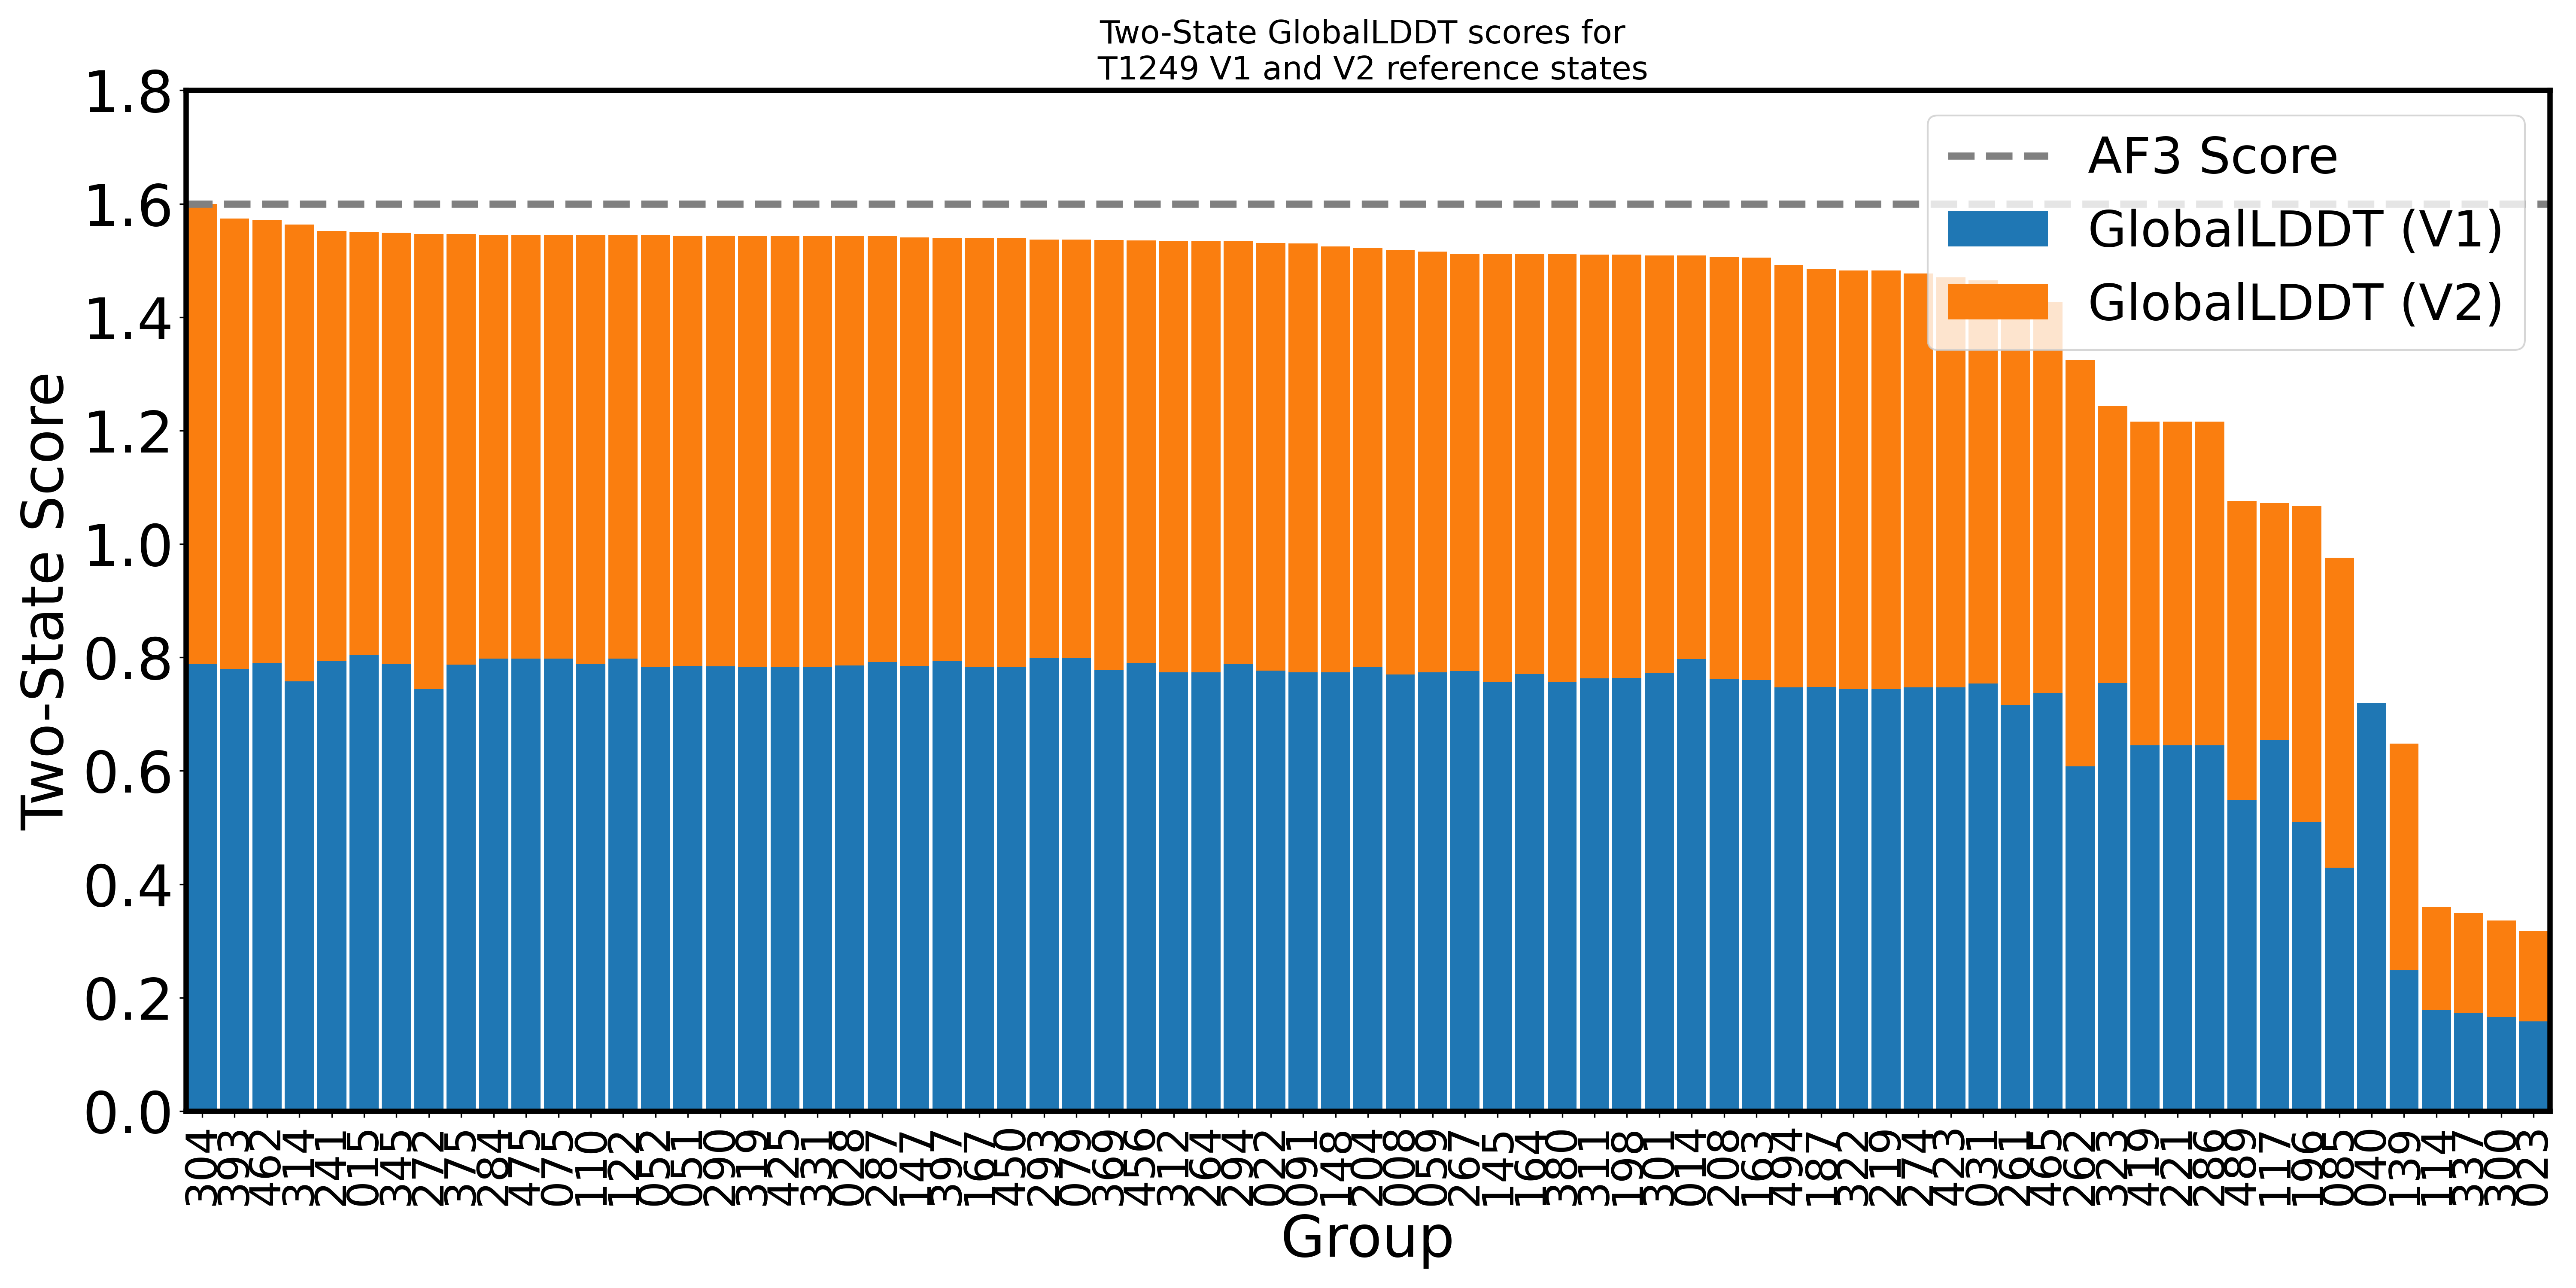 Two-State GlobalLDDT scores for
T1249 V1 and V2 reference states
1.8
1.6
1.4
1.2
1.0
0.8
0.6
0.4
0.2
0.0
Two-State Score
AF3 Score
GlobalLDDT (V1)
GlobalLDDT (V2)
304 393 462 314 241 015 345 272 375 284 475 075 110 122 052 051 290 319 425 331 028 287 147 397 167 450 293 079 369 456 312 264 294 022 091 148 204 008 059 267 145 164 380 311 198 301 014 208 163 494 187 322 219 274 423 031 261 465 262 323 419 221 286 489 117 196 085 040 139 114 337 300 023
Group